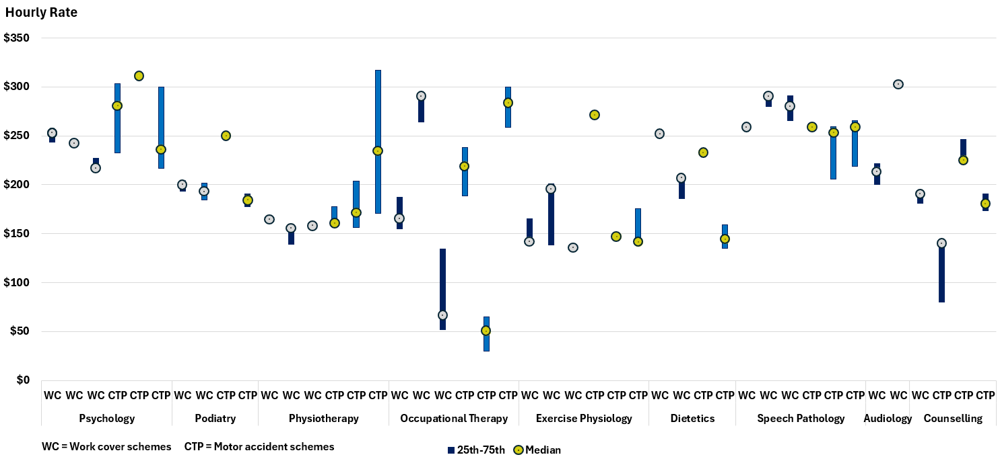 Hourly Rate
$350
$300
$250
$200
$150
$100
$50
$0
WC WC WC CTP CTP CTP WC WC CTP CTP WC WC WC CTP CTP CTP WC WC WC CTP CTP CTP WC WC WC CTP CTP CTP WC WC CTP CTP WC WC WC CTP CTP CTP WC WC WC CTP CTP CTP
Psychology Podiatry Physiotherapy Occupational Therapy Exercise Physiology Dietetics Speech Pathology Audiology Counselling
WC = Work cover schemes CTP = Motor accident schemes
25th-75th Median